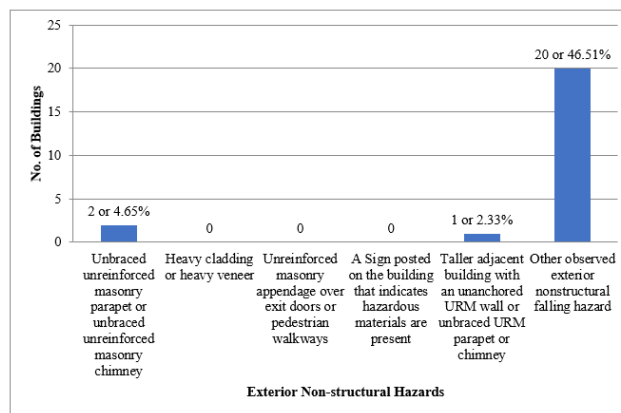 25
20
15
10
5
0
No. of Buildings
2 or 4.65%
0
0
0
1 or 2.33%
20 or 46.51%
Unbraced
unreinforced
masonry
parapet or
unbraced
unreinforced
masonry
chimney
Heavy cladding
or heavy veneer
Unreinforced
masonry
appendage over
exit doors or
pedestrian
walkways
A Sign posted
on the building
that indicates
hazardous
materials are
present
Taller adjacent
building with
an unanchored
URM wall or
unbraced URM
parapet or
chimney
Other observed
exterior
nonstructural
falling hazard
Exterior Non-structural Hazards